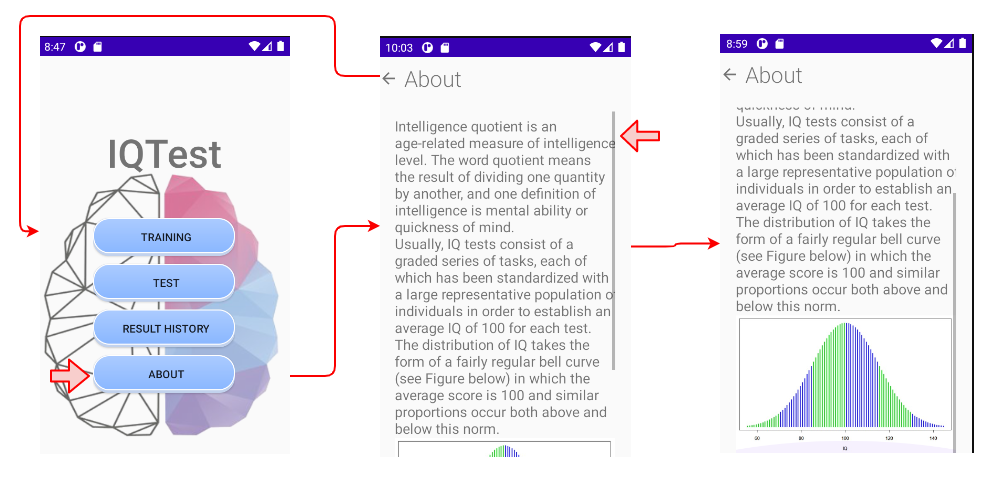 8:47
IQTest
TRAINING
TEST
RESULT HISTORY
ABOUT
10:03
About
Intelligence quotient is an
age-related measure of intelligence
level. The word quotient means
the result of dividing one quantity
by another, and one definition of
intelligence is mental ability or
quickness of mind.
Usually, IQ tests consist of a
graded series of tasks, each of
which has been standardized with
a large representative population of
individuals in order to establish an
average IQ of 100 for each test.
The distribution of IQ takes the
form of a fairly regular bell curve
(see Figure below) in which the
average score is 100 and similar
proportions occur both above and
below this norm.
8:59
About
quickness of mind.
Usually, IQ tests consist of a
graded series of tasks, each of
which has been standardized with
a large representative population of
individuals in order to establish an
average IQ of 100 for each test.
The distribution of IQ takes the
form of a fairly regular bell curve
(see Figure below) in which the
average score is 100 and similar
proportions occur both above and
below this norm.
60 80 100 120 140
IQ